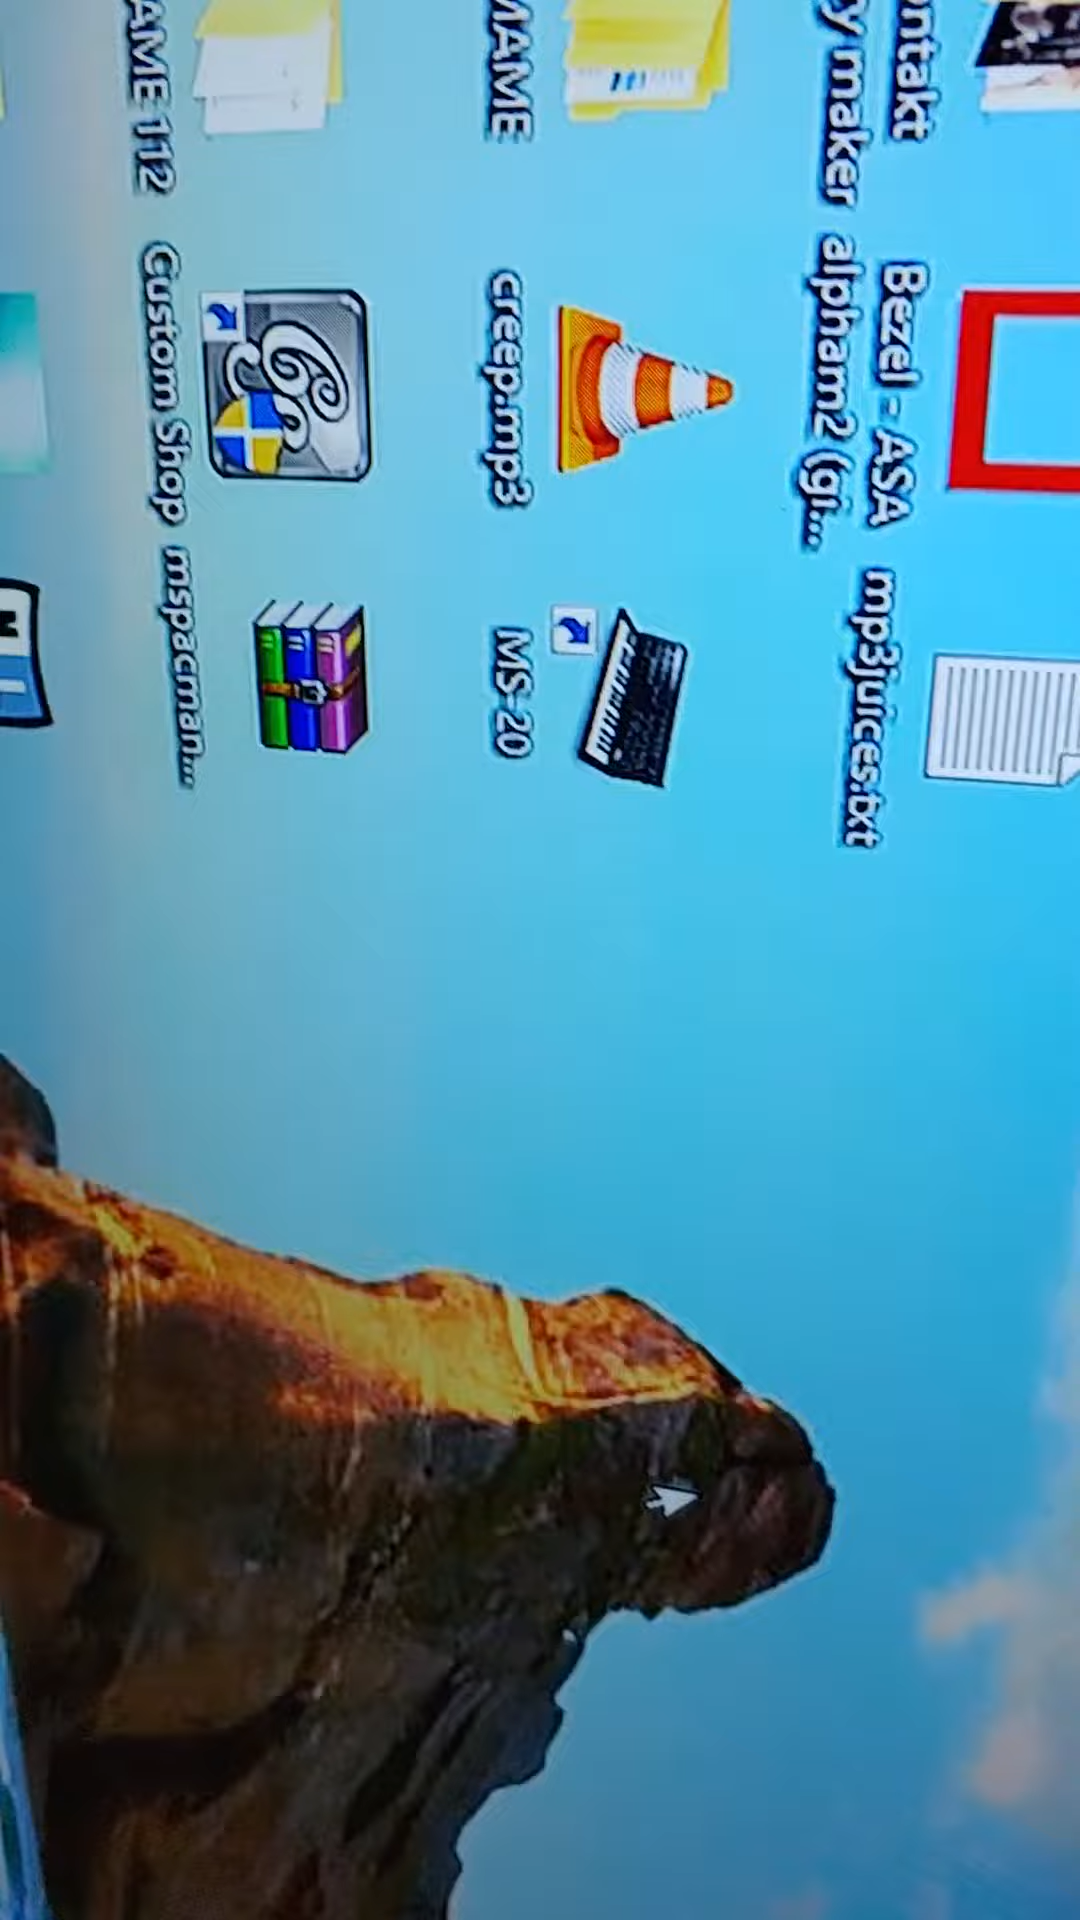 ontakt
y maker
Bezel - ASA
alpham2 (gi...
mp3juices.txt
MAME
creep.mp3
MS-20
AME 112
Custom Shop
mspacman...